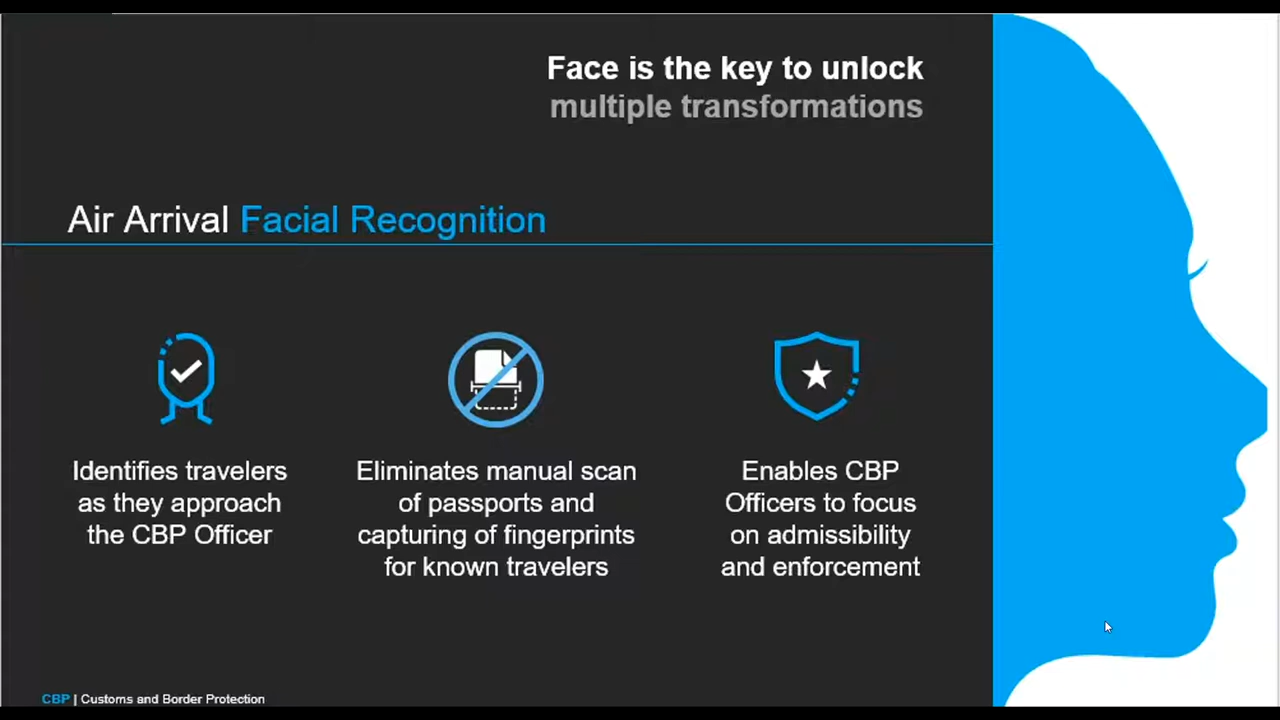 Face is the key to unlock
multiple transformations
Air Arrival Facial Recognition
Identifies travelers
as they approach
the CBP Officer
Eliminates manual scan
of passports and
capturing of fingerprints
for known travelers
Enables CBP
Officers to focus
on admissibility
and enforcement
CBP | Customs and Border Protection